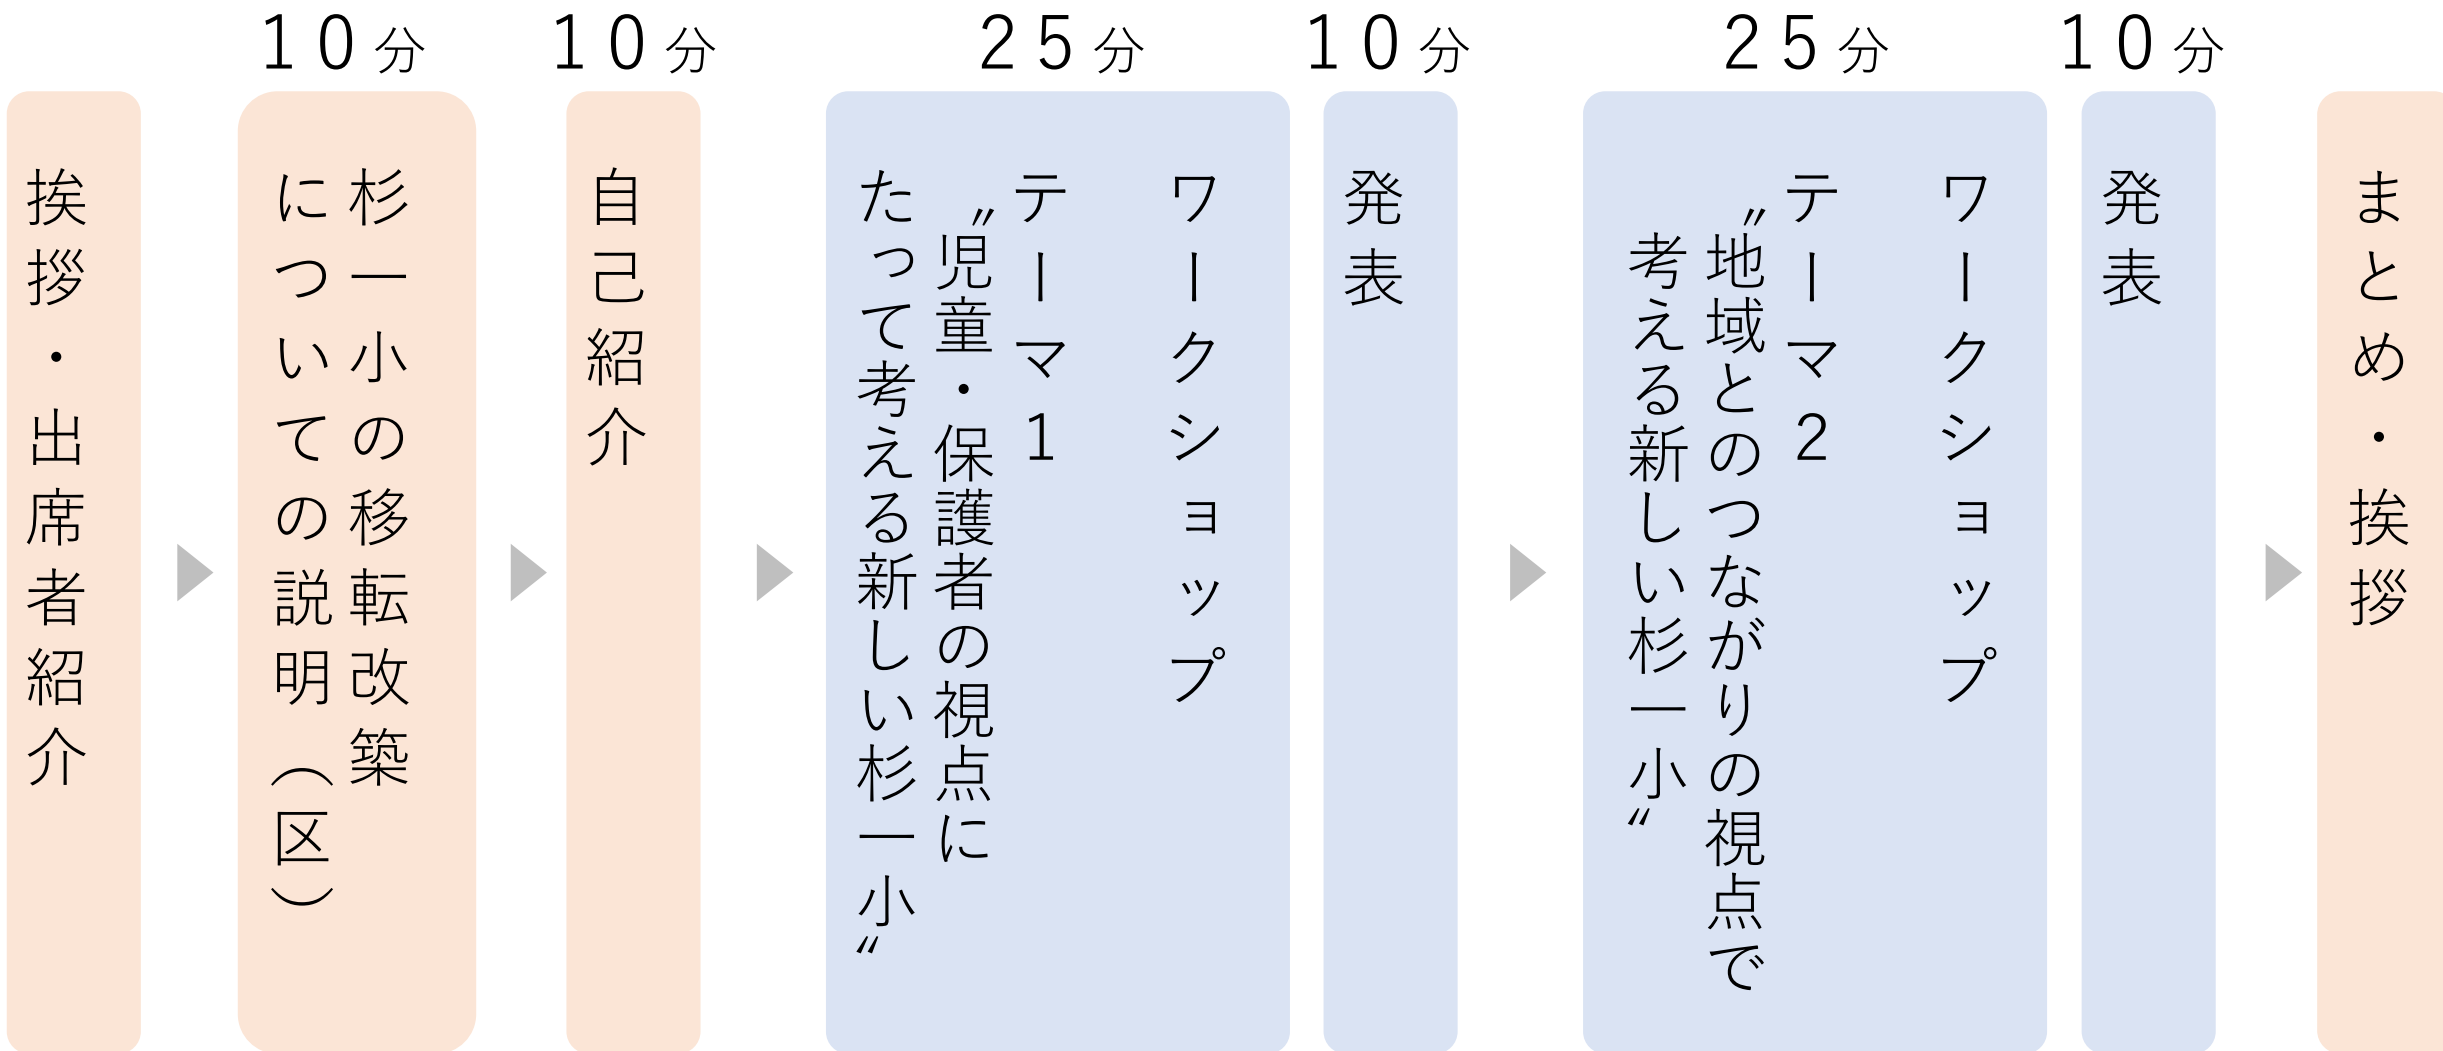 挨拶・出席者紹介
10分
杉一小の移転改築
についての説明（区）
10分
自己紹介
25分
ワークショップ
テーマ1
〝児童・保護者の視点に
たって考える新しい杉一小〟
10分
発表
25分
ワークショップ
テーマ2
〝地域とのつながりの視点で
考える新しい杉一小〟
10分
発表
まとめ・挨拶